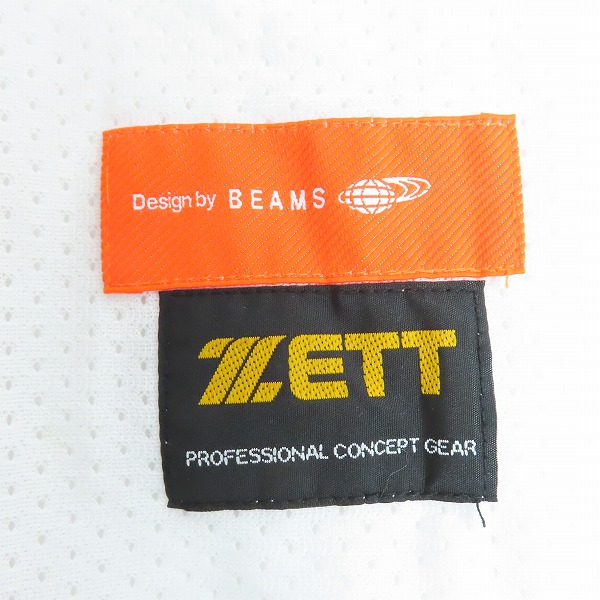 Design by BEAMS
ZETT
PROFESSIONAL CONCEPT GEAR